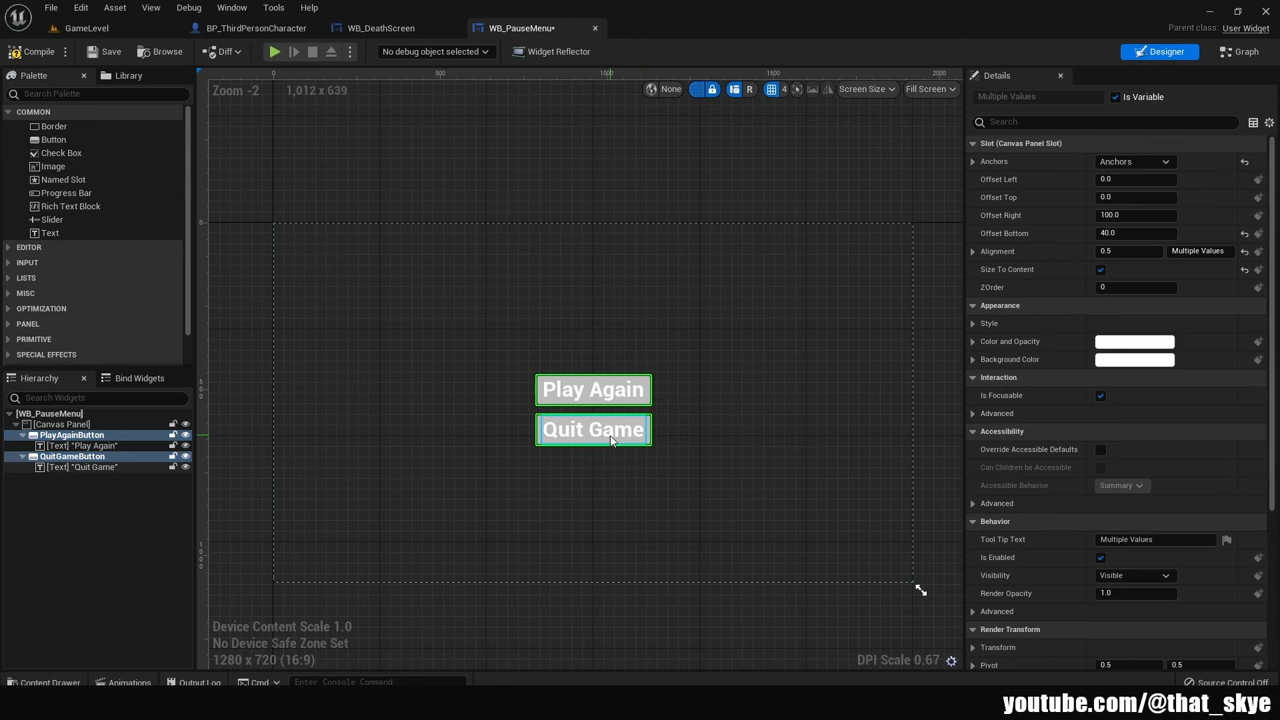 File Edit Asset View Debug Window Tools Help
GameLevel BP_ThirdPersonCharacter WB_DeathScreen WB_PauseMenu* Parent class: User Widget
Compile Save Browse Diff No debug object selected Widget Reflector Designer Graph
Palette Library
Search Palette
COMMON
Border
Button
Check Box
Image
Named Slot
Progress Bar
Rich Text Block
Slider
Text
EDITOR
INPUT
LISTS
MISC
OPTIMIZATION
PANEL
PRIMITIVE
SPECIAL EFFECTS
Hierarchy Bind Widgets
Search Widgets
[WB_PauseMenu]
[Canvas Panel]
PlayAgainButton
[Text] "Play Again"
QuitGameButton
[Text] "Quit Game"
0 500 1000 1500 2000
Zoom -2 1,012 x 639 None R 4 Screen Size Fill Screen
0
500
1000
Play Again
Quit Game
Device Content Scale 1.0
No Device Safe Zone Set
1280 x 720 (16:9) DPI Scale 0.67
Details
Multiple Values Is Variable
Search
Slot (Canvas Panel Slot)
Anchors Anchors
Offset Left 0.0
Offset Top 0.0
Offset Right 100.0
Offset Bottom 40.0
Alignment 0.5 Multiple Values
Size To Content
ZOrder 0
Appearance
Style
Color and Opacity
Background Color
Interaction
Is Focusable
Advanced
Accessibility
Override Accessible Defaults
Can Children be Accessible
Accessible Behavior Summary
Advanced
Behavior
Tool Tip Text Multiple Values
Is Enabled
Visibility Visible
Render Opacity 1.0
Advanced
Render Transform
Transform
Pivot 0.5 0.5
Content Drawer Animations Output Log Cmd Enter Console Command Source Control Off
youtube.com/@that_skye